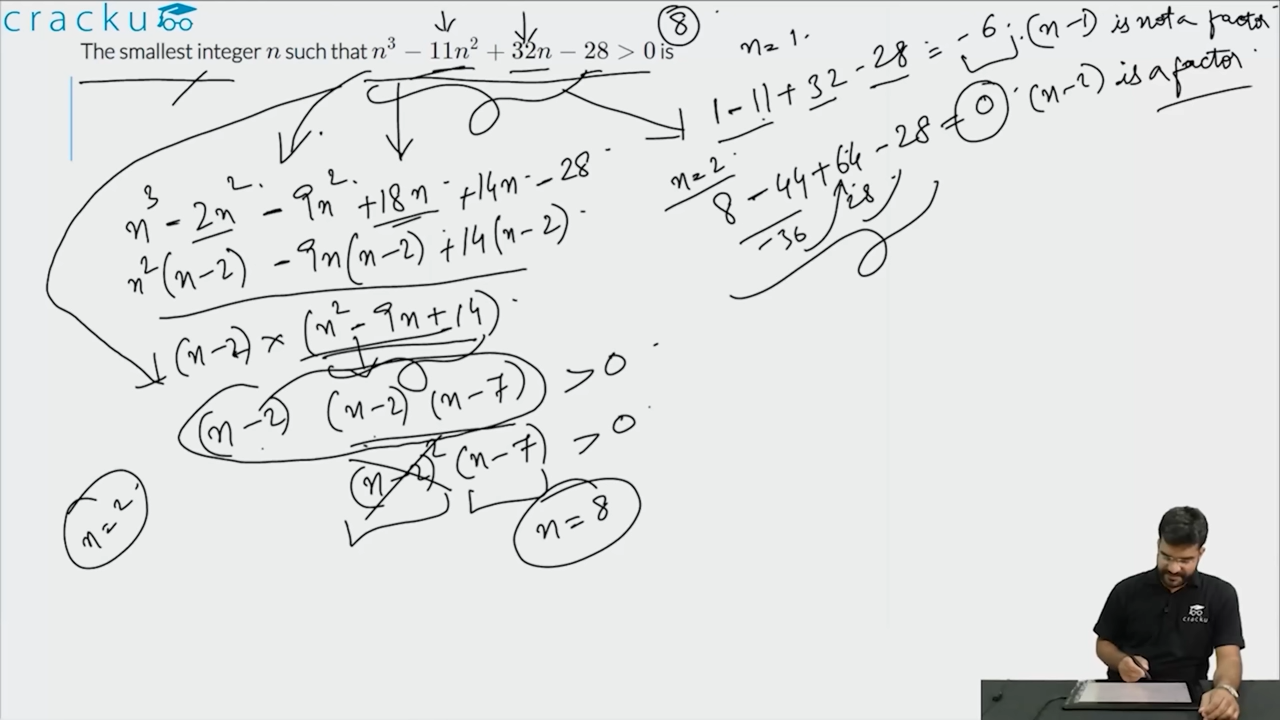 cracku
The smallest integer n such that n³ − 11n² + 32n − 28 > 0 is
8
n=1.
1 - 11 + 32 - 28 = -6; (n-1) is not a factor
n=2.
8 - 44 + 64 - 28 = 0. (n-2) is a factor.
-36
28
n³ - 2n² - 9n² + 18n + 14n - 28
n²(n-2) - 9n(n-2) + 14(n-2)
(n-2) × (n² - 9n + 14)
(n-2) (n-2) (n-7) > 0
(n-2)² (n-7) > 0
n=2
n=8
cracku